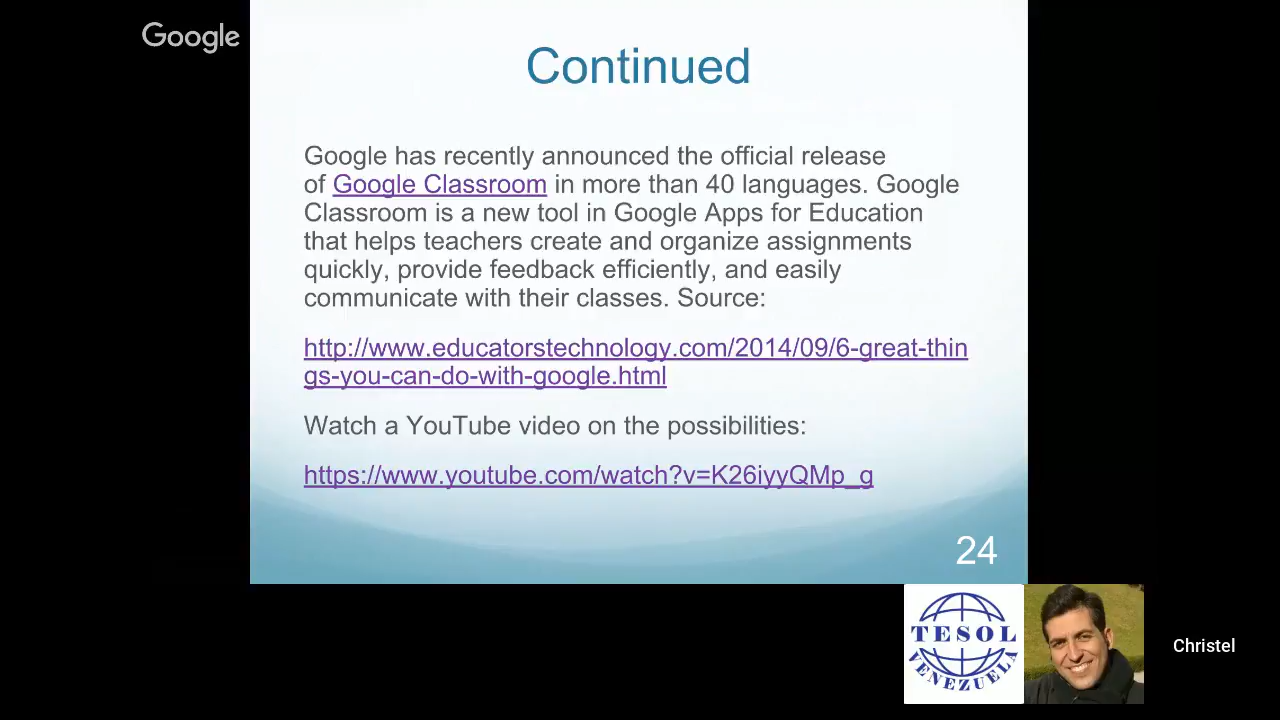 Google
Continued
Google has recently announced the official release
of Google Classroom in more than 40 languages. Google
Classroom is a new tool in Google Apps for Education
that helps teachers create and organize assignments
quickly, provide feedback efficiently, and easily
communicate with their classes. Source:
http://www.educatorstechnology.com/2014/09/6-great-thin
gs-you-can-do-with-google.html
Watch a YouTube video on the possibilities:
https://www.youtube.com/watch?v=K26iyyQMp_g
24
TESOL
VENEZUELA
Christel